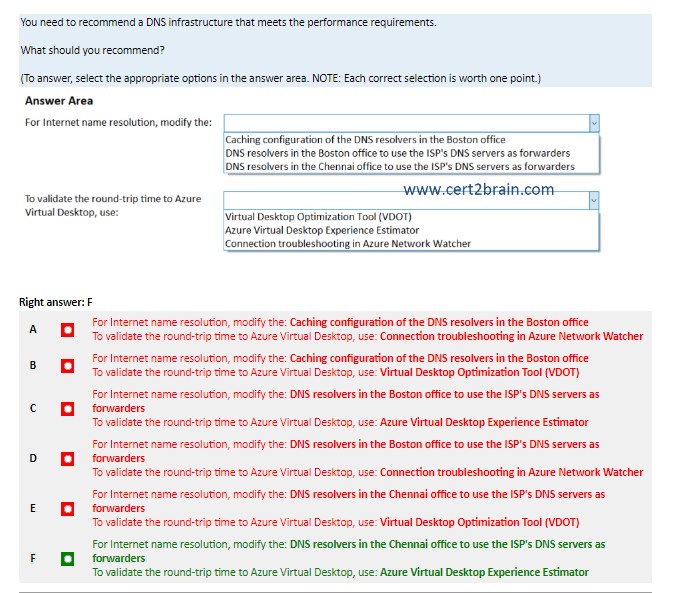 You need to recommend a DNS infrastructure that meets the performance requirements.
What should you recommend?
(To answer, select the appropriate options in the answer area. NOTE: Each correct selection is worth one point.)
Answer Area
For Internet name resolution, modify the:
Caching configuration of the DNS resolvers in the Boston office
DNS resolvers in the Boston office to use the ISP's DNS servers as forwarders
DNS resolvers in the Chennai office to use the ISP's DNS servers as forwarders
www.cert2brain.com
To validate the round-trip time to Azure
Virtual Desktop, use:
Virtual Desktop Optimization Tool (VDOT)
Azure Virtual Desktop Experience Estimator
Connection troubleshooting in Azure Network Watcher
Right answer: F
A
For Internet name resolution, modify the: Caching configuration of the DNS resolvers in the Boston office
To validate the round-trip time to Azure Virtual Desktop, use: Connection troubleshooting in Azure Network Watcher
B
For Internet name resolution, modify the: Caching configuration of the DNS resolvers in the Boston office
To validate the round-trip time to Azure Virtual Desktop, use: Virtual Desktop Optimization Tool (VDOT)
C
For Internet name resolution, modify the: DNS resolvers in the Boston office to use the ISP's DNS servers as
forwarders
To validate the round-trip time to Azure Virtual Desktop, use: Azure Virtual Desktop Experience Estimator
D
For Internet name resolution, modify the: DNS resolvers in the Boston office to use the ISP's DNS servers as
forwarders
To validate the round-trip time to Azure Virtual Desktop, use: Connection troubleshooting in Azure Network Watcher
E
For Internet name resolution, modify the: DNS resolvers in the Chennai office to use the ISP's DNS servers as
forwarders
To validate the round-trip time to Azure Virtual Desktop, use: Virtual Desktop Optimization Tool (VDOT)
F
For Internet name resolution, modify the: DNS resolvers in the Chennai office to use the ISP's DNS servers as
forwarders
To validate the round-trip time to Azure Virtual Desktop, use: Azure Virtual Desktop Experience Estimator